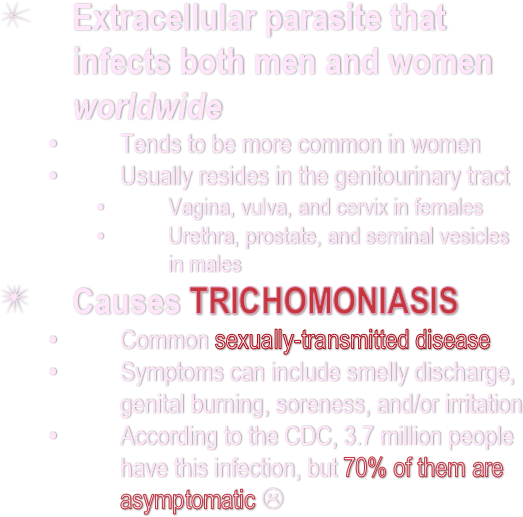 Extracellular parasite that
infects both men and women
worldwide
• Tends to be more common in women
• Usually resides in the genitourinary tract
• Vagina, vulva, and cervix in females
• Urethra, prostate, and seminal vesicles
in males
Causes TRICHOMONIASIS
• Common sexually-transmitted disease
• Symptoms can include smelly discharge,
genital burning, soreness, and/or irritation
• According to the CDC, 3.7 million people
have this infection, but 70% of them are
asymptomatic ☹